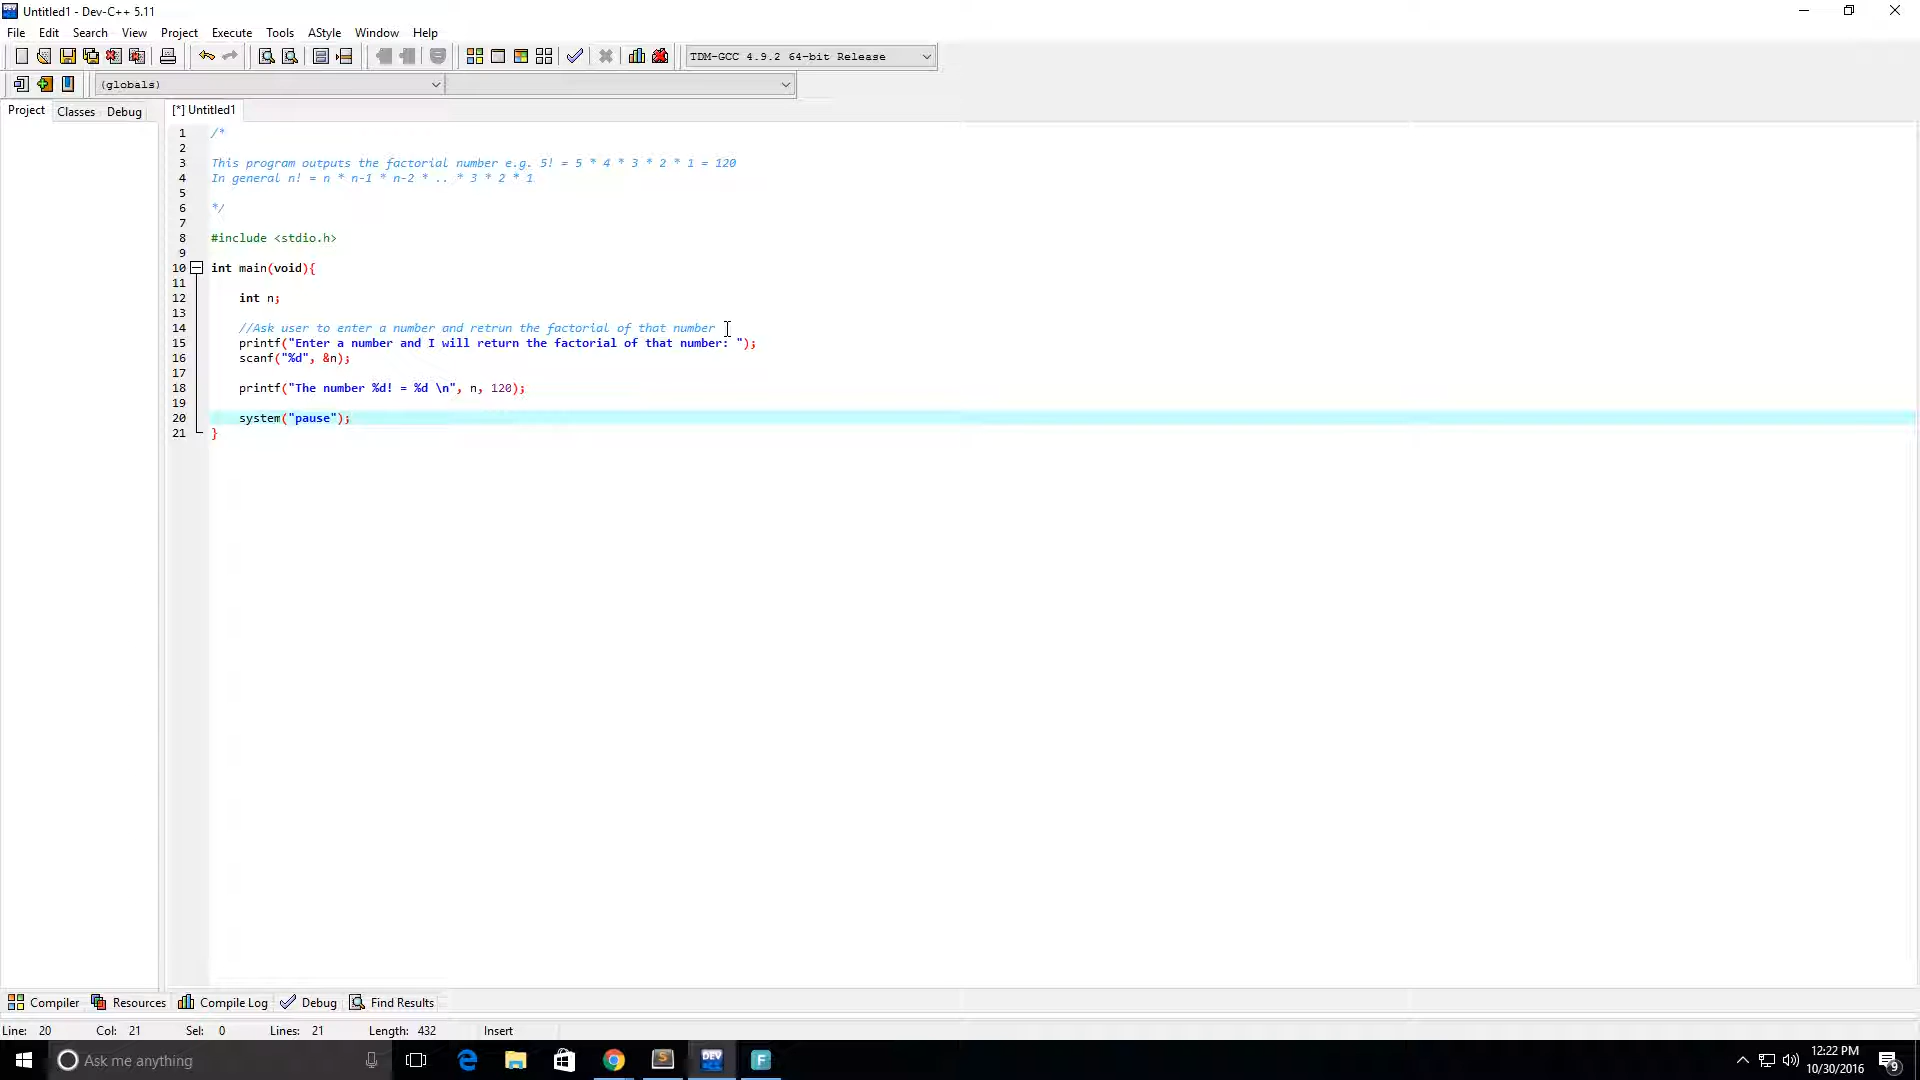 Untitled1 - Dev-C++ 5.11
File Edit Search View Project Execute Tools AStyle Window Help
TDM-GCC 4.9.2 64-bit Release
(globals)
Project Classes Debug [*] Untitled1
1 /*
2
3 This program outputs the factorial number e.g. 5! = 5 * 4 * 3 * 2 * 1 = 120
4 In general n! = n * n-1 * n-2 * .. * 3 * 2 * 1
5
6 */
7
8 #include <stdio.h>
9
10 int main(void){
11
12 int n;
13
14 //Ask user to enter a number and retrun the factorial of that number
15 printf("Enter a number and I will return the factorial of that number: ");
16 scanf("%d", &n);
17
18 printf("The number %d! = %d \n", n, 120);
19
20 system("pause");
21 }
Compiler Resources Compile Log Debug Find Results
Line: 20 Col: 21 Sel: 0 Lines: 21 Length: 432 Insert
Ask me anything
DEV
S
F
12:22 PM
10/30/2016
9